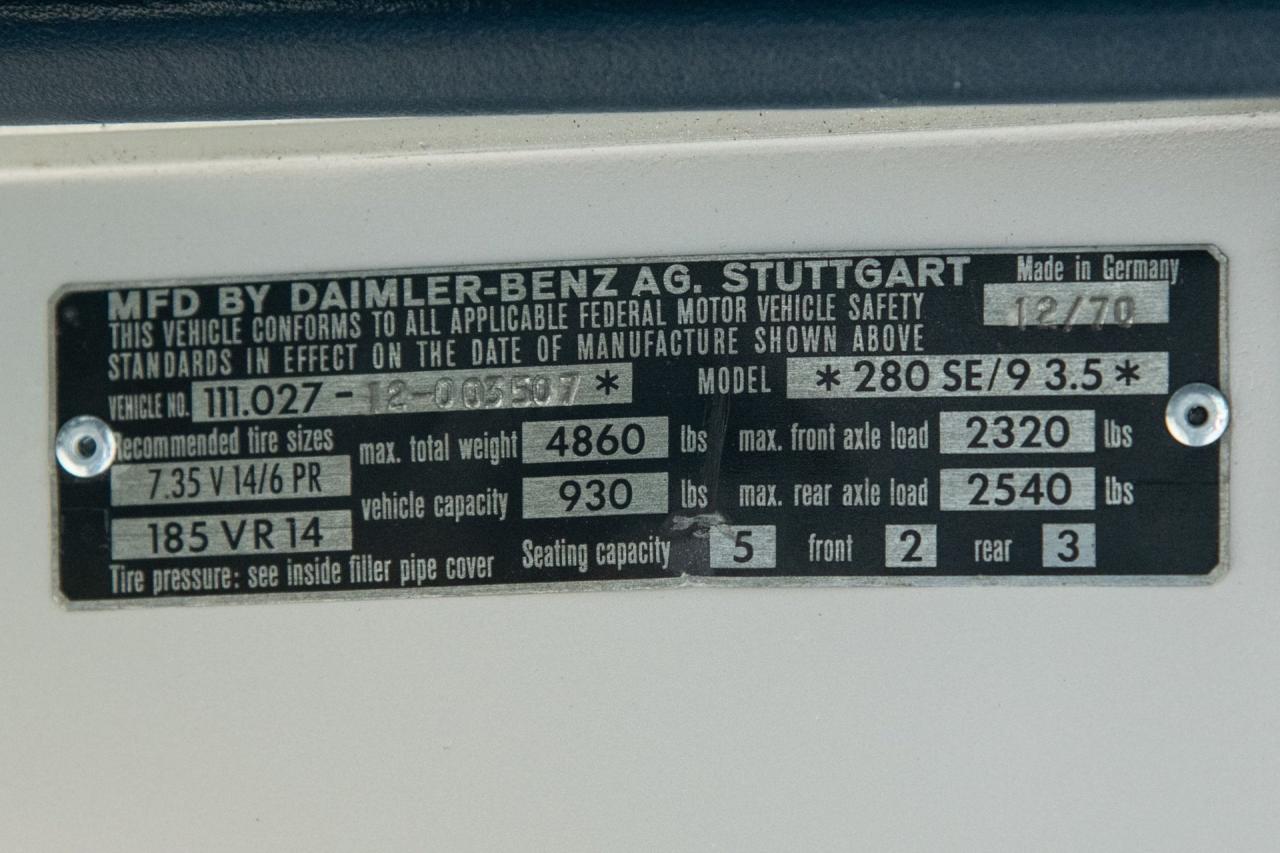 MFD BY DAIMLER-BENZ AG. STUTTGART
Made in Germany
12/70
THIS VEHICLE CONFORMS TO ALL APPLICABLE FEDERAL MOTOR VEHICLE SAFETY
STANDARDS IN EFFECT ON THE DATE OF MANUFACTURE SHOWN ABOVE
VEHICLE NO. 111.027 - 12-003507 * MODEL * 280 SE/9 3.5 *
Recommended tire sizes
7.35 V 14/6 PR
185 VR 14
max. total weight 4860 lbs max. front axle load 2320 lbs
vehicle capacity 930 lbs max. rear axle load 2540 lbs
Seating capacity 5 front 2 rear 3
Tire pressure: see inside filler pipe cover